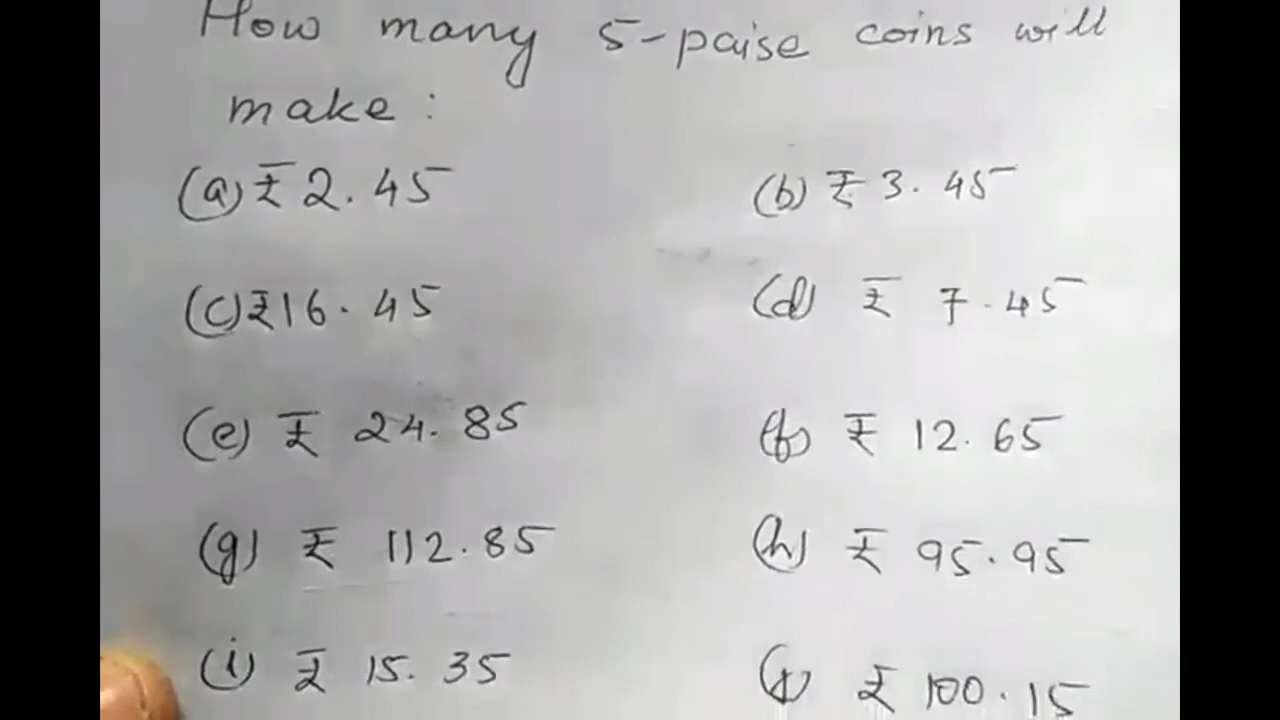 How many 5-paise coins will
make:
(a) ₹ 2.45 (b) ₹ 3.45
(c) ₹ 16.45 (d) ₹ 7.45
(e) ₹ 24.85 (f) ₹ 12.65
(g) ₹ 112.85 (h) ₹ 95.95
(i) ₹ 15.35 (j) ₹ 100.15